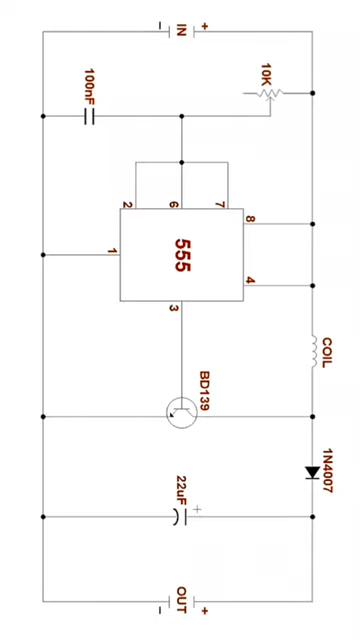 − IN +
10K
100nF
2 6 7
8
555
1
4
3
COIL
BD139
1N4007
22uF +
− OUT +